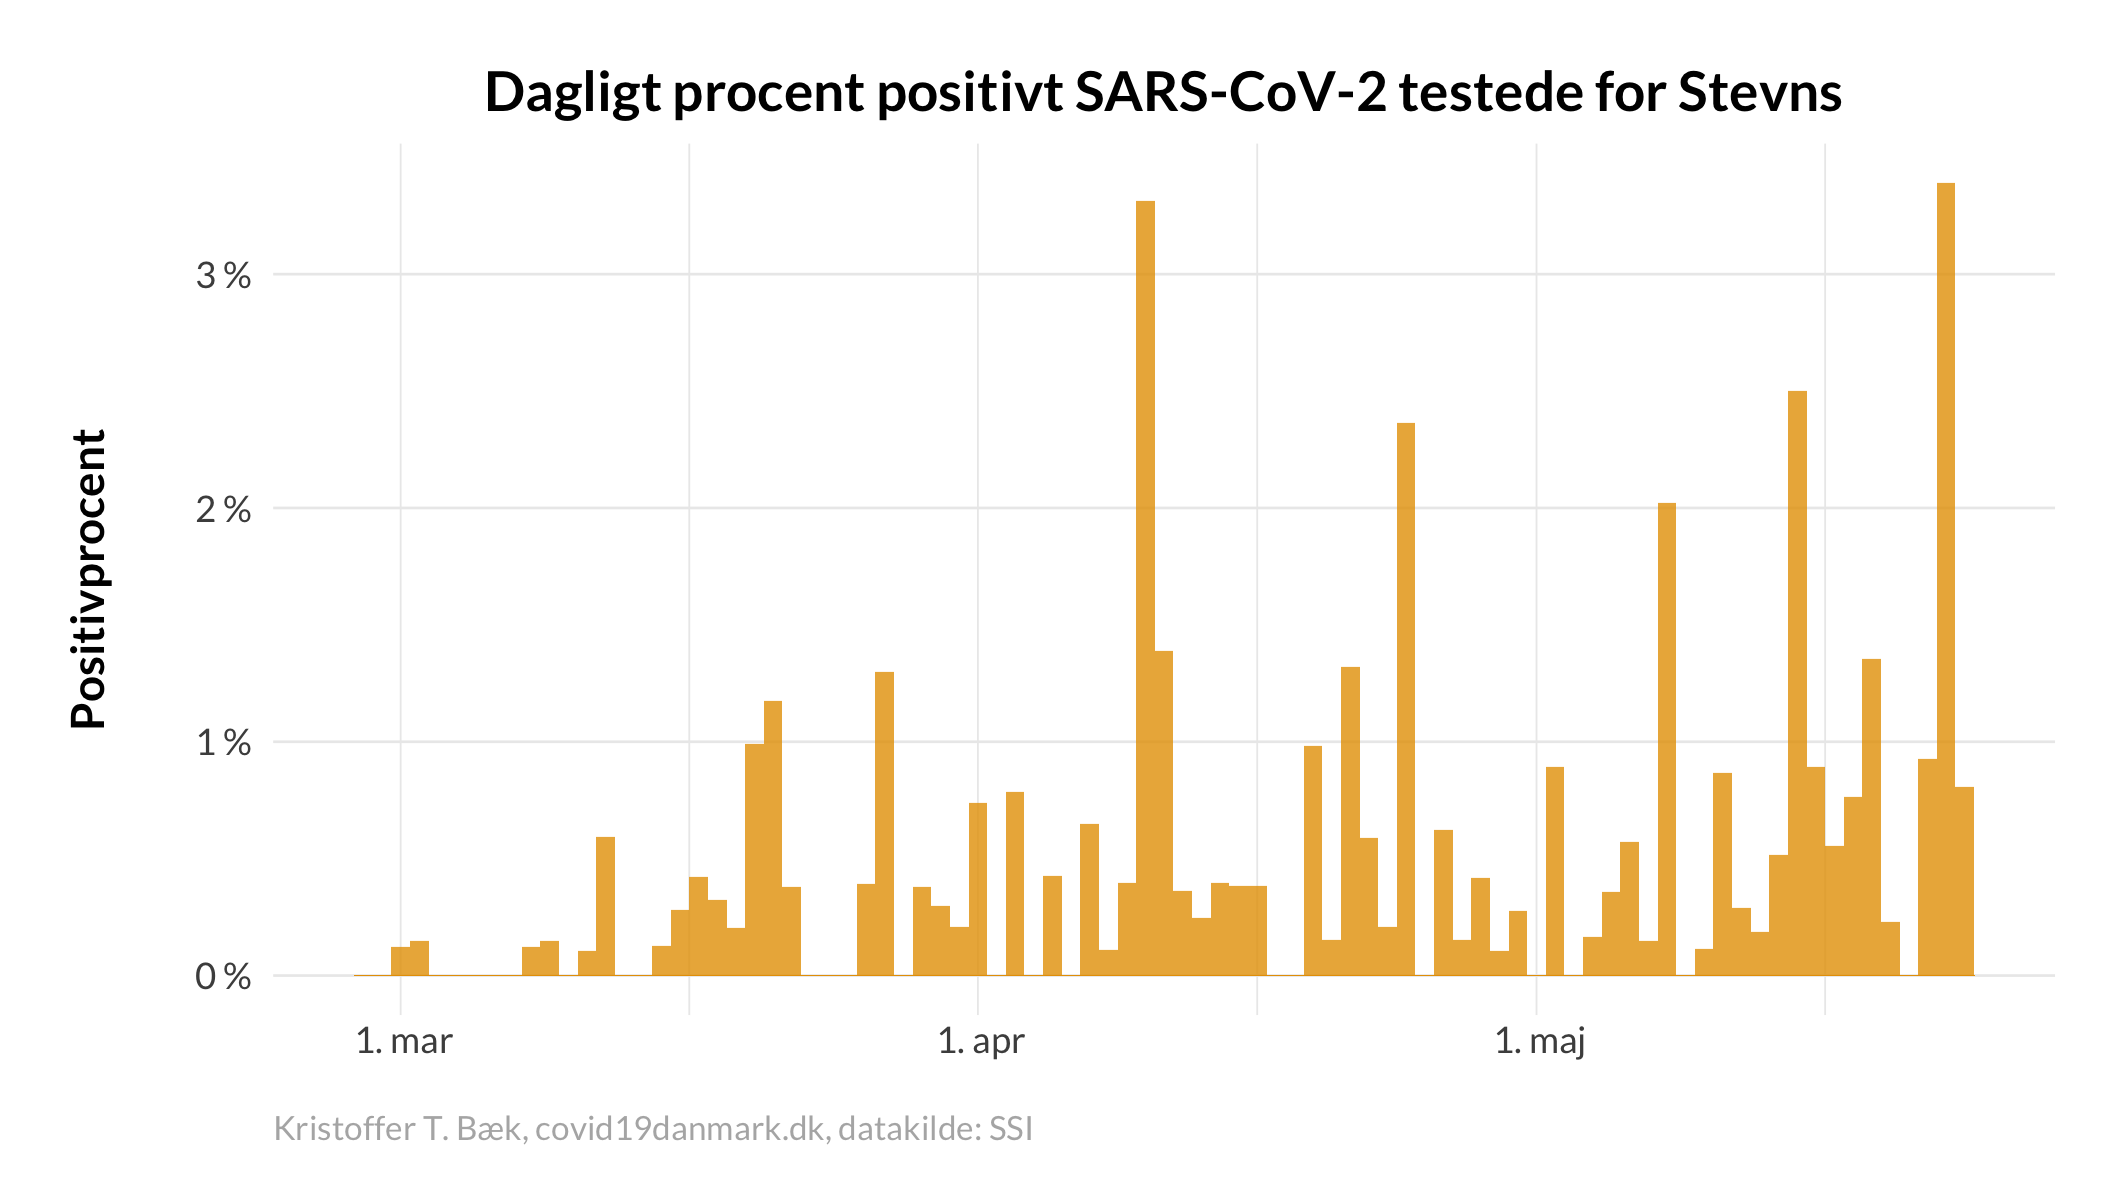 Dagligt procent positivt SARS-CoV-2 testede for Stevns
Positivprocent
3 %
2 %
1 %
0 %
1. mar
1. apr
1. maj
Kristoffer T. Bæk, covid19danmark.dk, datakilde: SSI